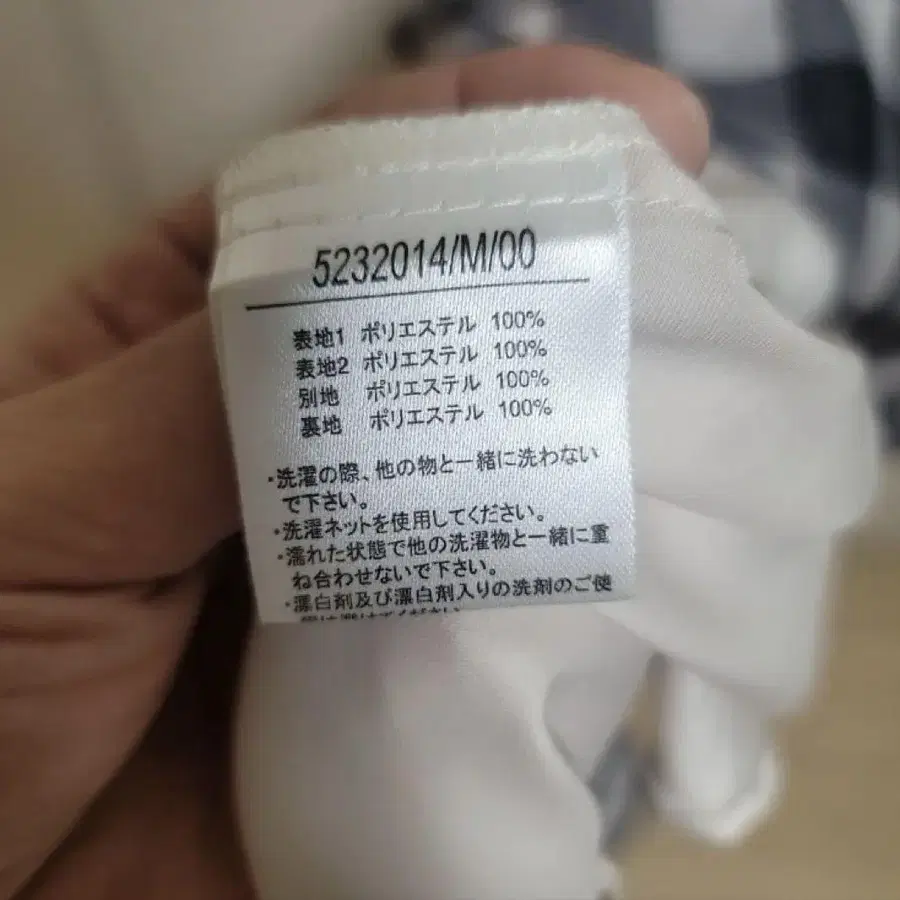 5232014/M/00
表地1 ポリエステル 100%
表地2 ポリエステル 100%
別地 ポリエステル 100%
裏地 ポリエステル 100%
・洗濯の際、他の物と一緒に洗わない
で下さい。
・洗濯ネットを使用してください。
・濡れた状態で他の洗濯物と一緒に重
ね合わせないで下さい。
・漂白剤及び漂白剤入りの洗剤のご使